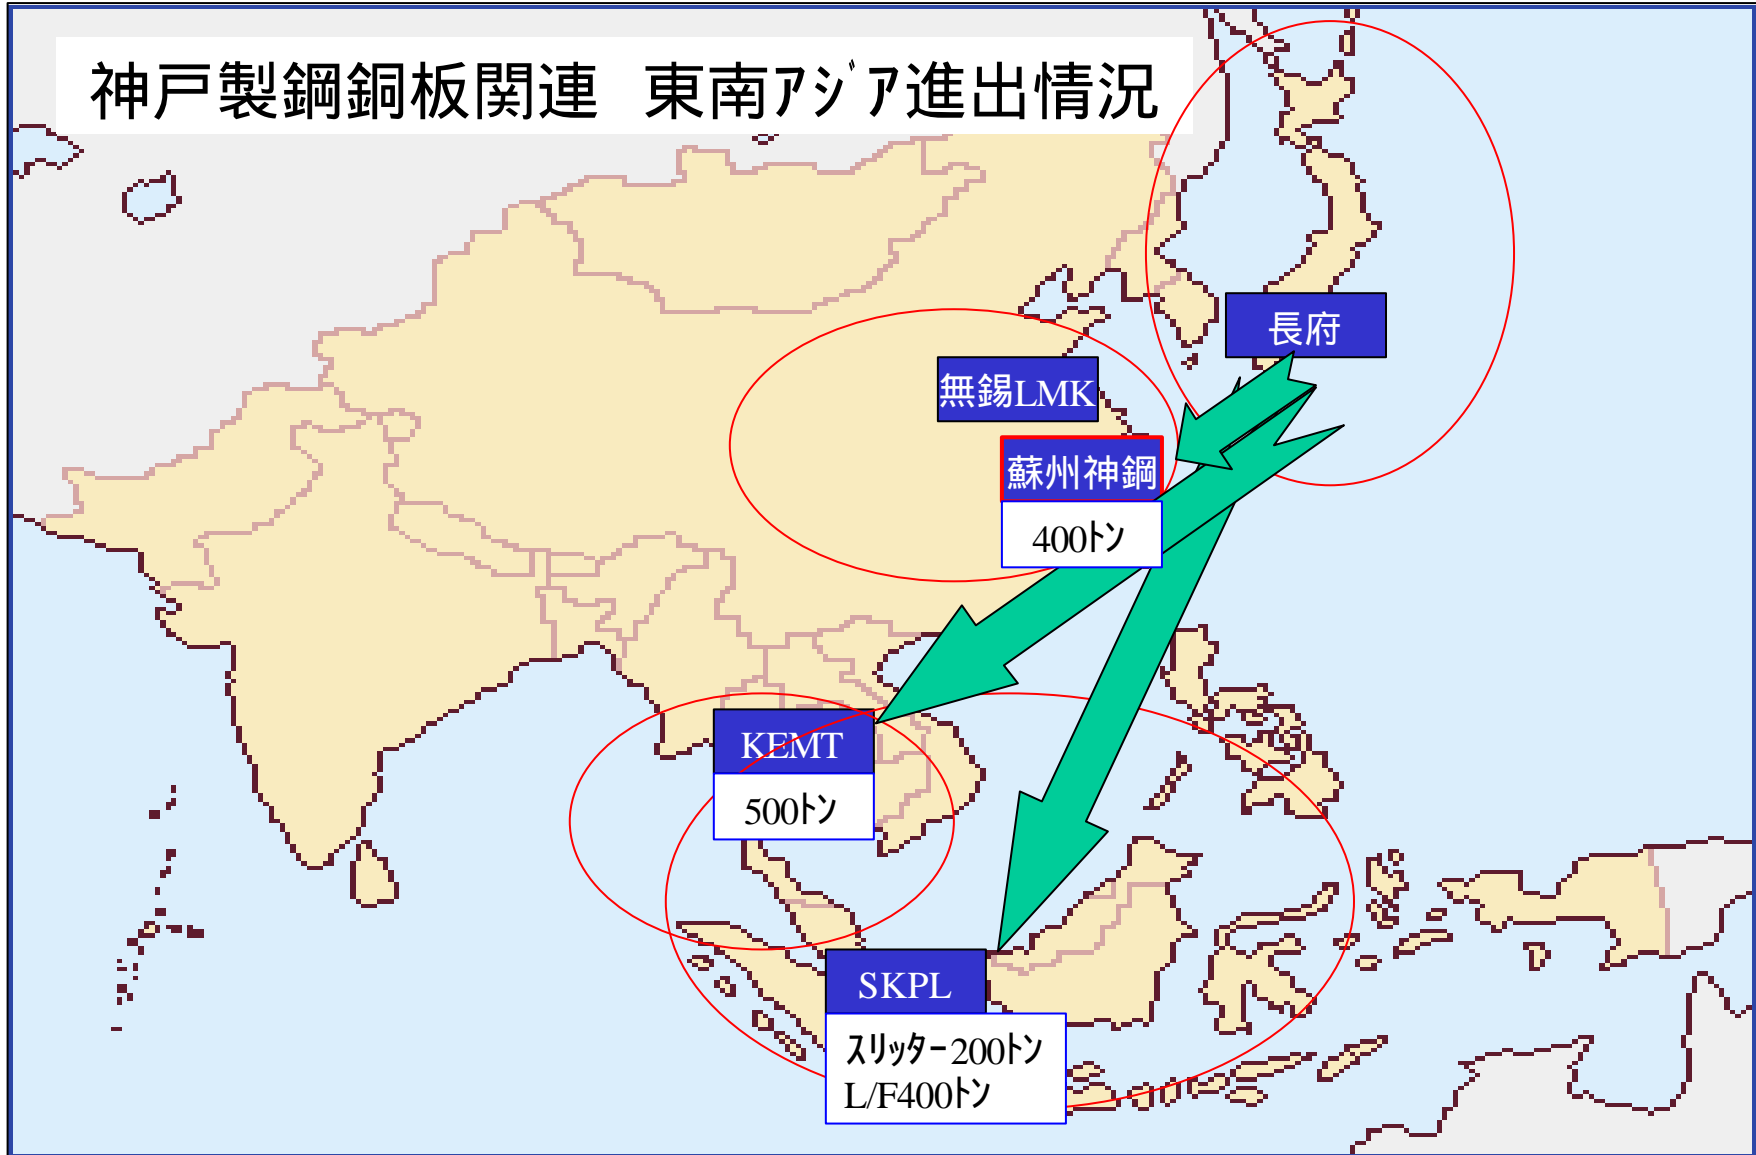 神戸製鋼銅板関連　東南ｱｼﾞｱ進出情況
長府
無錫LMK
蘇州神鋼
400ﾄﾝ
KEMT
500ﾄﾝ
SKPL
ｽﾘｯﾀｰ200ﾄﾝ
L/F400ﾄﾝ